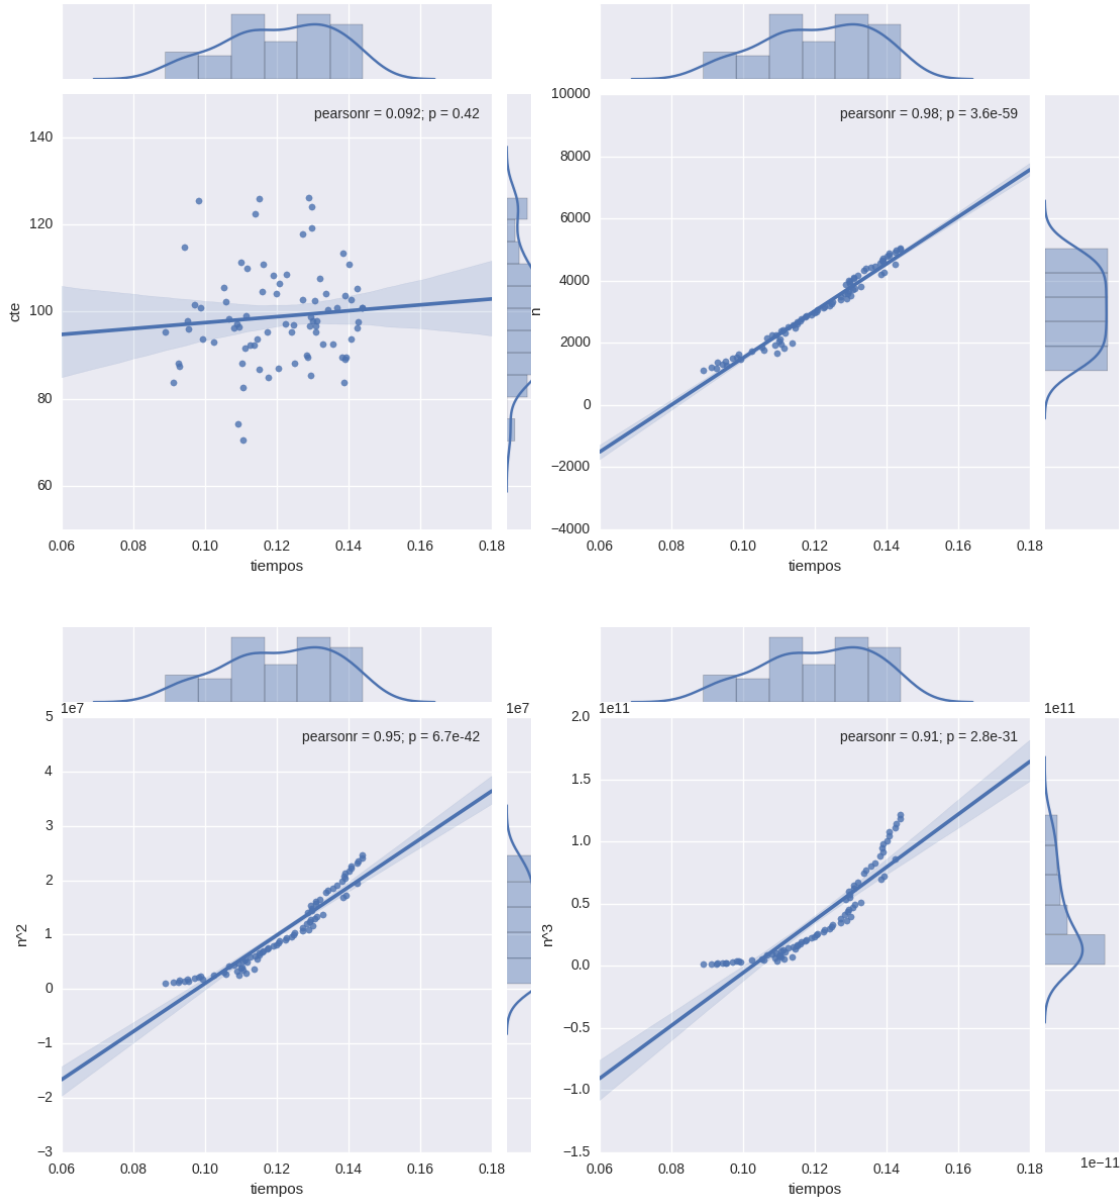 pearsonr = 0.092; p = 0.42
140
120
100
80
60
cte
0.06 0.08 0.10 0.12 0.14 0.16 0.18
tiempos
pearsonr = 0.98; p = 3.6e-59
10000
8000
6000
4000
2000
0
−2000
−4000
n
0.06 0.08 0.10 0.12 0.14 0.16 0.18
tiempos
1e7
1e7
pearsonr = 0.95; p = 6.7e-42
5
4
3
2
1
0
−1
−2
−3
n^2
0.06 0.08 0.10 0.12 0.14 0.16 0.18
tiempos
1e11
1e11
pearsonr = 0.91; p = 2.8e-31
2.0
1.5
1.0
0.5
0.0
−0.5
−1.0
−1.5
n^3
0.06 0.08 0.10 0.12 0.14 0.16 0.18
1e−11
tiempos